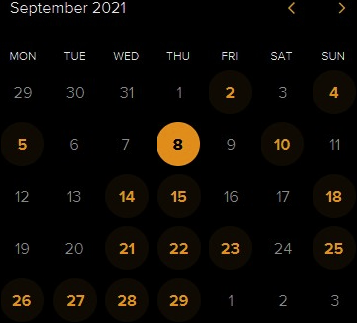 September 2021 < >
MON TUE WED THU FRI SAT SUN
29 30 31 1 2 3 4
5 6 7 8 9 10 11
12 13 14 15 16 17 18
19 20 21 22 23 24 25
26 27 28 29 1 2 3